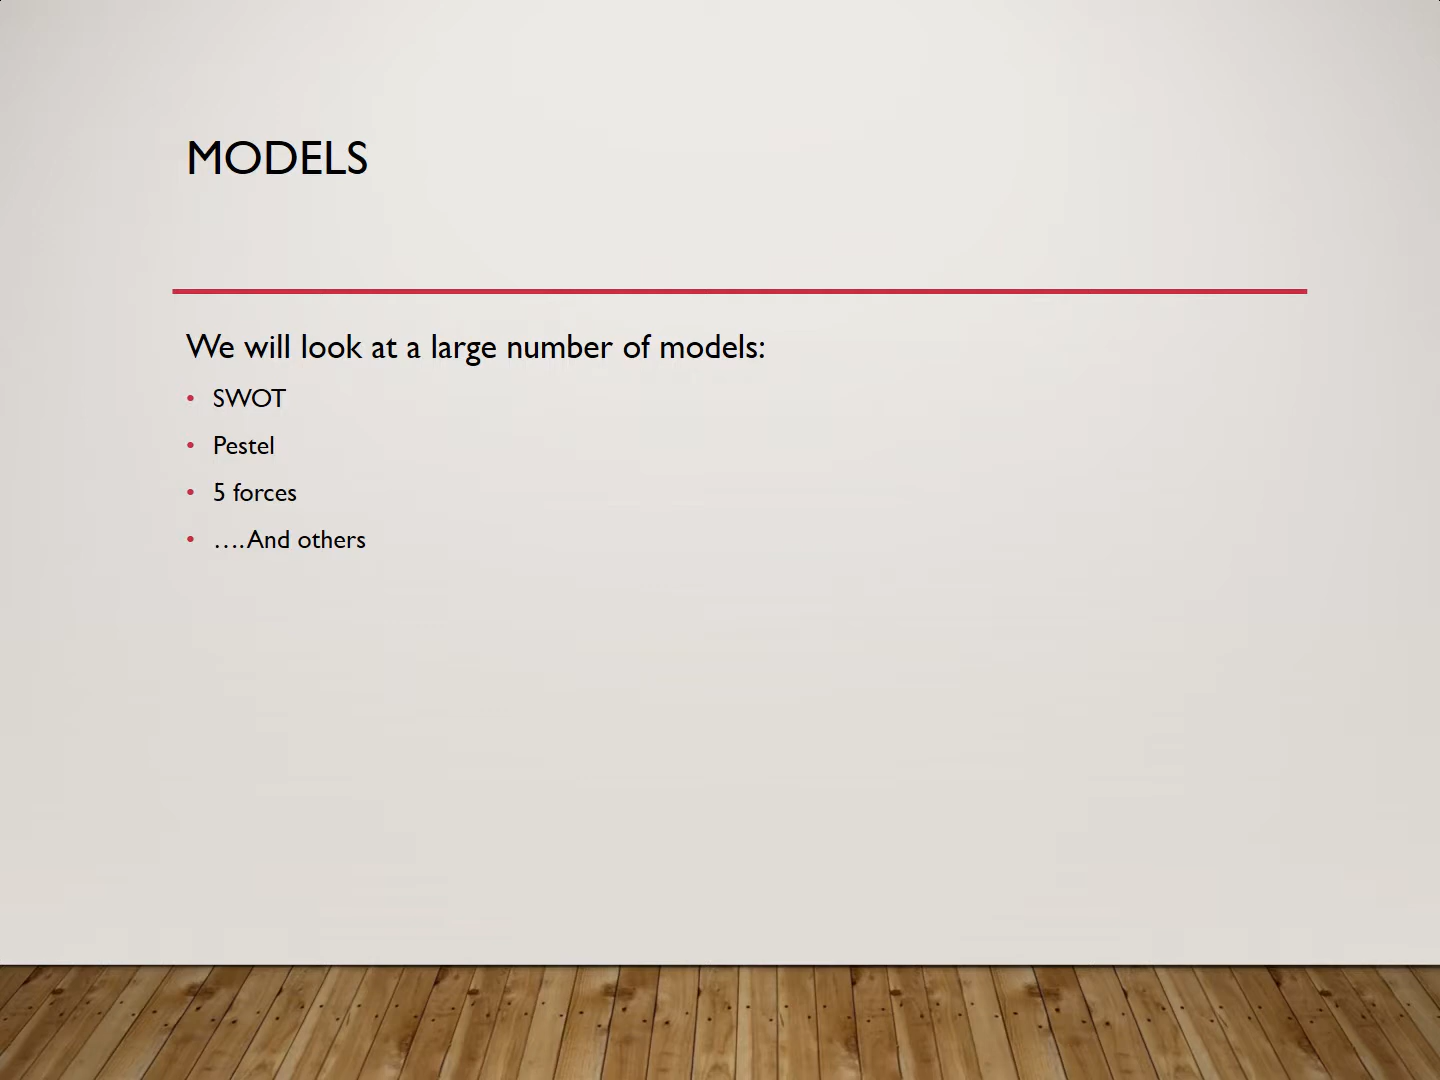 MODELS
We will look at a large number of models:
• SWOT
• Pestel
• 5 forces
• ….And others